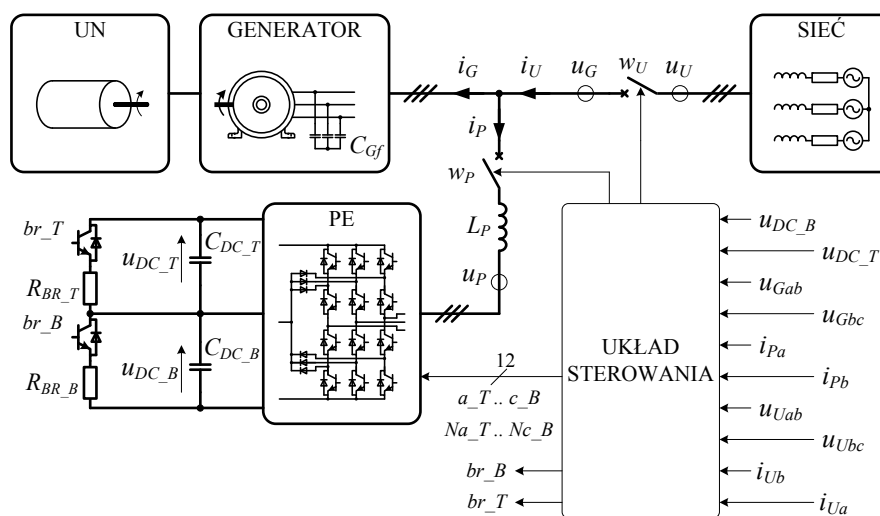 UN
GENERATOR
SIEĆ
C_Gf
i_G
i_U
u_G
w_U
u_U
i_P
w_P
L_P
u_P
PE
br_T
R_BR_T
br_B
R_BR_B
u_DC_T
C_DC_T
u_DC_B
C_DC_B
12
a_T .. c_B
Na_T .. Nc_B
br_B
br_T
UKŁAD
STEROWANIA
u_DC_B
u_DC_T
u_Gab
u_Gbc
i_Pa
i_Pb
u_Uab
u_Ubc
i_Ub
i_Ua